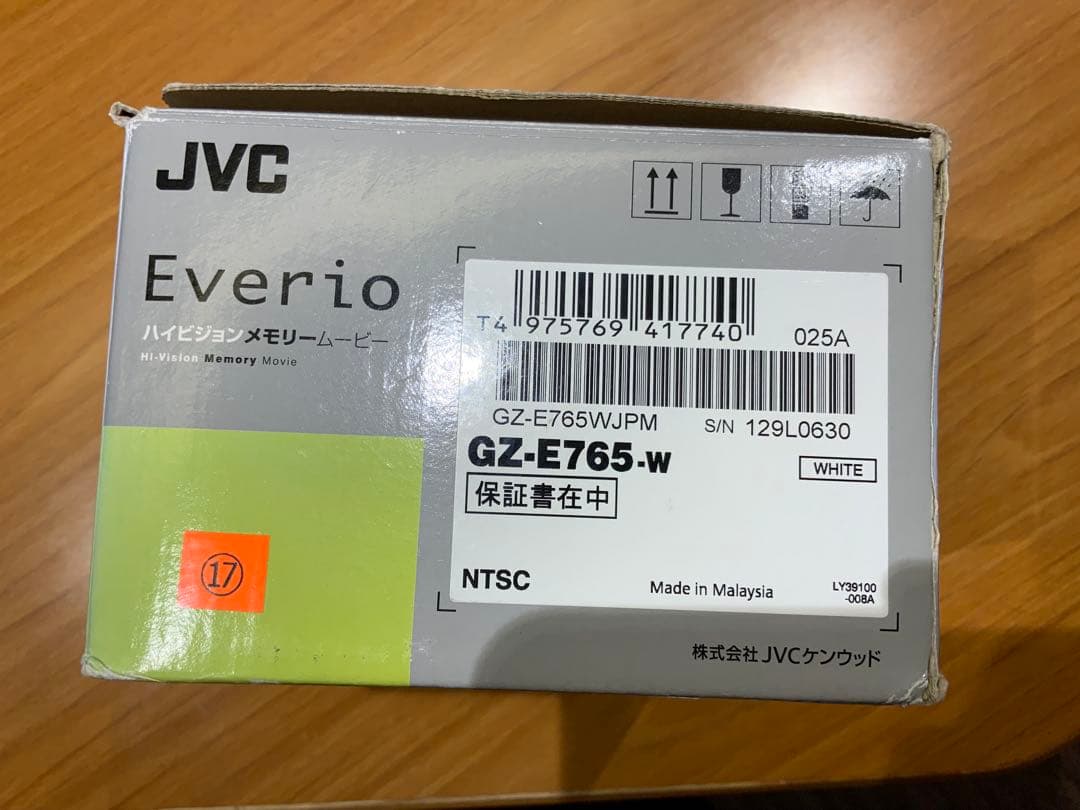 JVC
Everio
ハイビジョンメモリームービー
Hi-Vision Memory Movie
T4 975769 417740
025A
GZ-E765WJPM S/N 129L0630
GZ-E765-W
WHITE
保証書在中
NTSC
Made in Malaysia
LY39100
-008A
株式会社JVCケンウッド
⑰